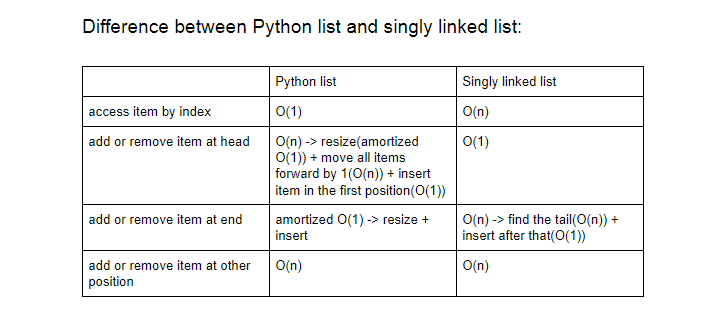 Difference between Python list and singly linked list:
Python list
Singly linked list
access item by index
O(1)
O(n)
add or remove item at head
O(n) -> resize(amortized
O(1)) + move all items
forward by 1(O(n)) + insert
item in the first position(O(1))
O(1)
add or remove item at end
amortized O(1) -> resize +
insert
O(n) -> find the tail(O(n)) +
insert after that(O(1))
add or remove item at other
position
O(n)
O(n)